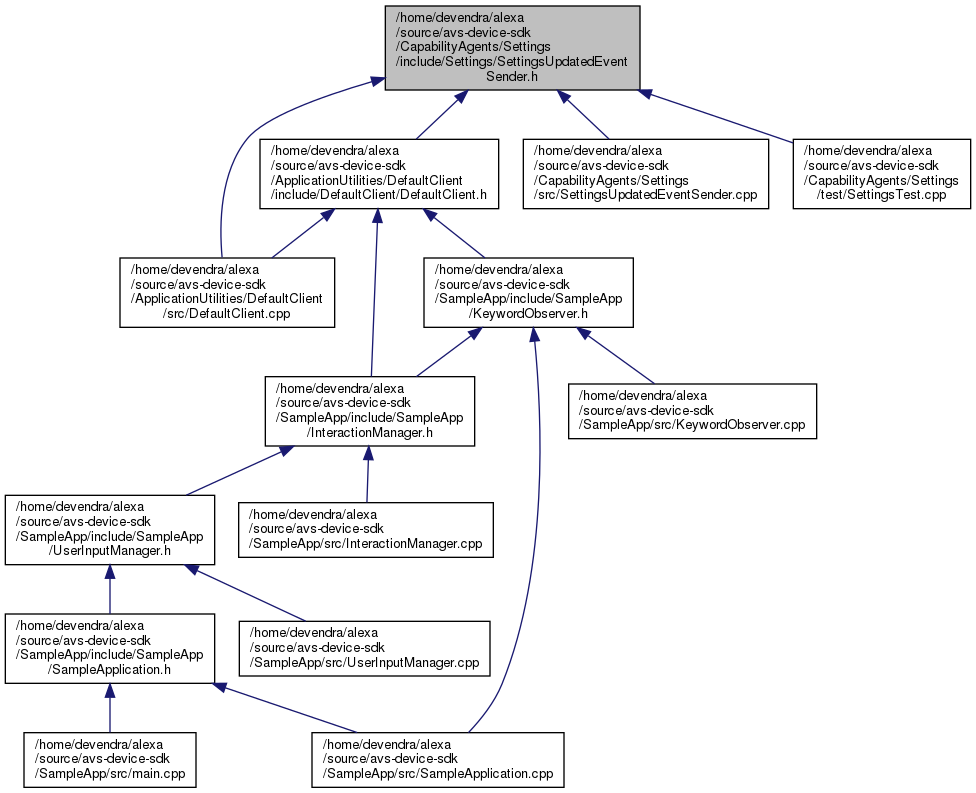 /home/devendra/alexa
/source/avs-device-sdk
/CapabilityAgents/Settings
/include/Settings/SettingsUpdatedEvent
Sender.h
/home/devendra/alexa
/source/avs-device-sdk
/ApplicationUtilities/DefaultClient
/include/DefaultClient/DefaultClient.h
/home/devendra/alexa
/source/avs-device-sdk
/CapabilityAgents/Settings
/src/SettingsUpdatedEventSender.cpp
/home/devendra/alexa
/source/avs-device-sdk
/CapabilityAgents/Settings
/test/SettingsTest.cpp
/home/devendra/alexa
/source/avs-device-sdk
/ApplicationUtilities/DefaultClient
/src/DefaultClient.cpp
/home/devendra/alexa
/source/avs-device-sdk
/SampleApp/include/SampleApp
/KeywordObserver.h
/home/devendra/alexa
/source/avs-device-sdk
/SampleApp/include/SampleApp
/InteractionManager.h
/home/devendra/alexa
/source/avs-device-sdk
/SampleApp/src/KeywordObserver.cpp
/home/devendra/alexa
/source/avs-device-sdk
/SampleApp/include/SampleApp
/UserInputManager.h
/home/devendra/alexa
/source/avs-device-sdk
/SampleApp/src/InteractionManager.cpp
/home/devendra/alexa
/source/avs-device-sdk
/SampleApp/include/SampleApp
/SampleApplication.h
/home/devendra/alexa
/source/avs-device-sdk
/SampleApp/src/UserInputManager.cpp
/home/devendra/alexa
/source/avs-device-sdk
/SampleApp/src/main.cpp
/home/devendra/alexa
/source/avs-device-sdk
/SampleApp/src/SampleApplication.cpp